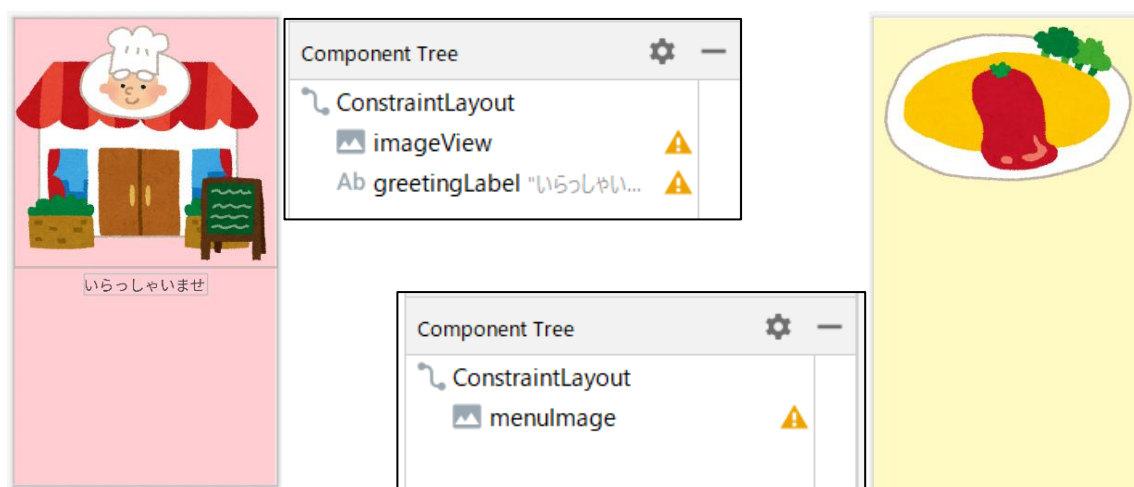 Component Tree
ConstraintLayout
imageView
Ab greetingLabel "いらっしゃい...
いらっしゃいませ
Component Tree
ConstraintLayout
menuImage